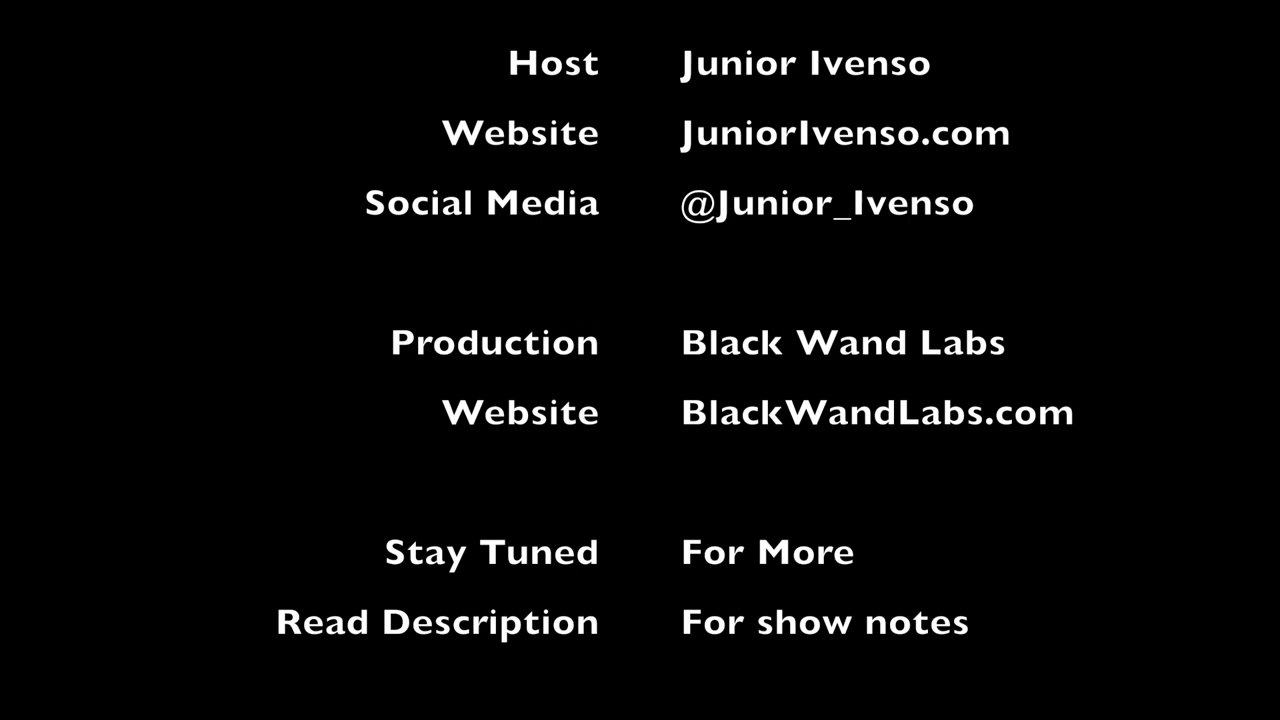 Host Junior Ivenso
Website JuniorIvenso.com
Social Media @Junior_Ivenso
Production Black Wand Labs
Website BlackWandLabs.com
Stay Tuned For More
Read Description For show notes